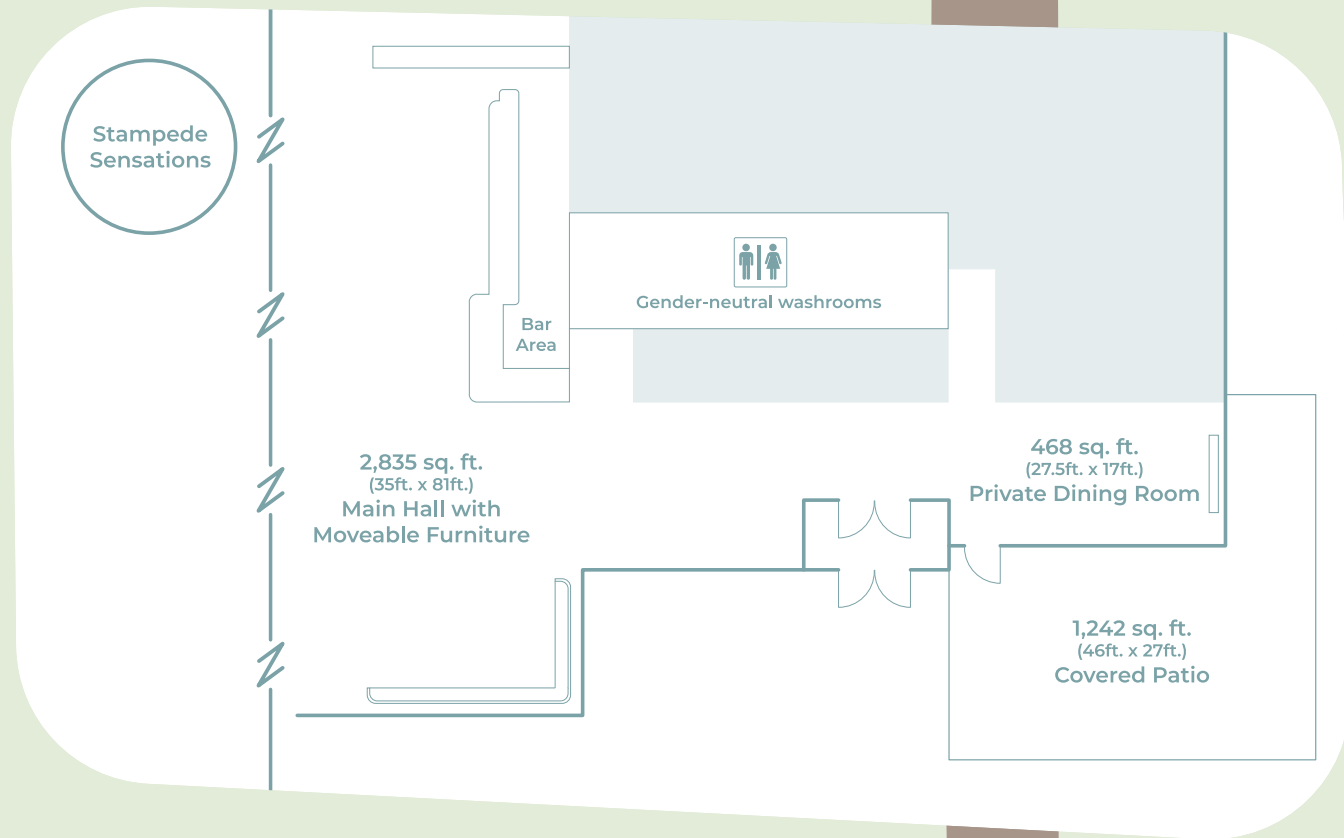 Stampede
Sensations
Gender-neutral washrooms
Bar
Area
2,835 sq. ft.
(35ft. x 81ft.)
Main Hall with
Moveable Furniture
468 sq. ft.
(27.5ft. x 17ft.)
Private Dining Room
1,242 sq. ft.
(46ft. x 27ft.)
Covered Patio